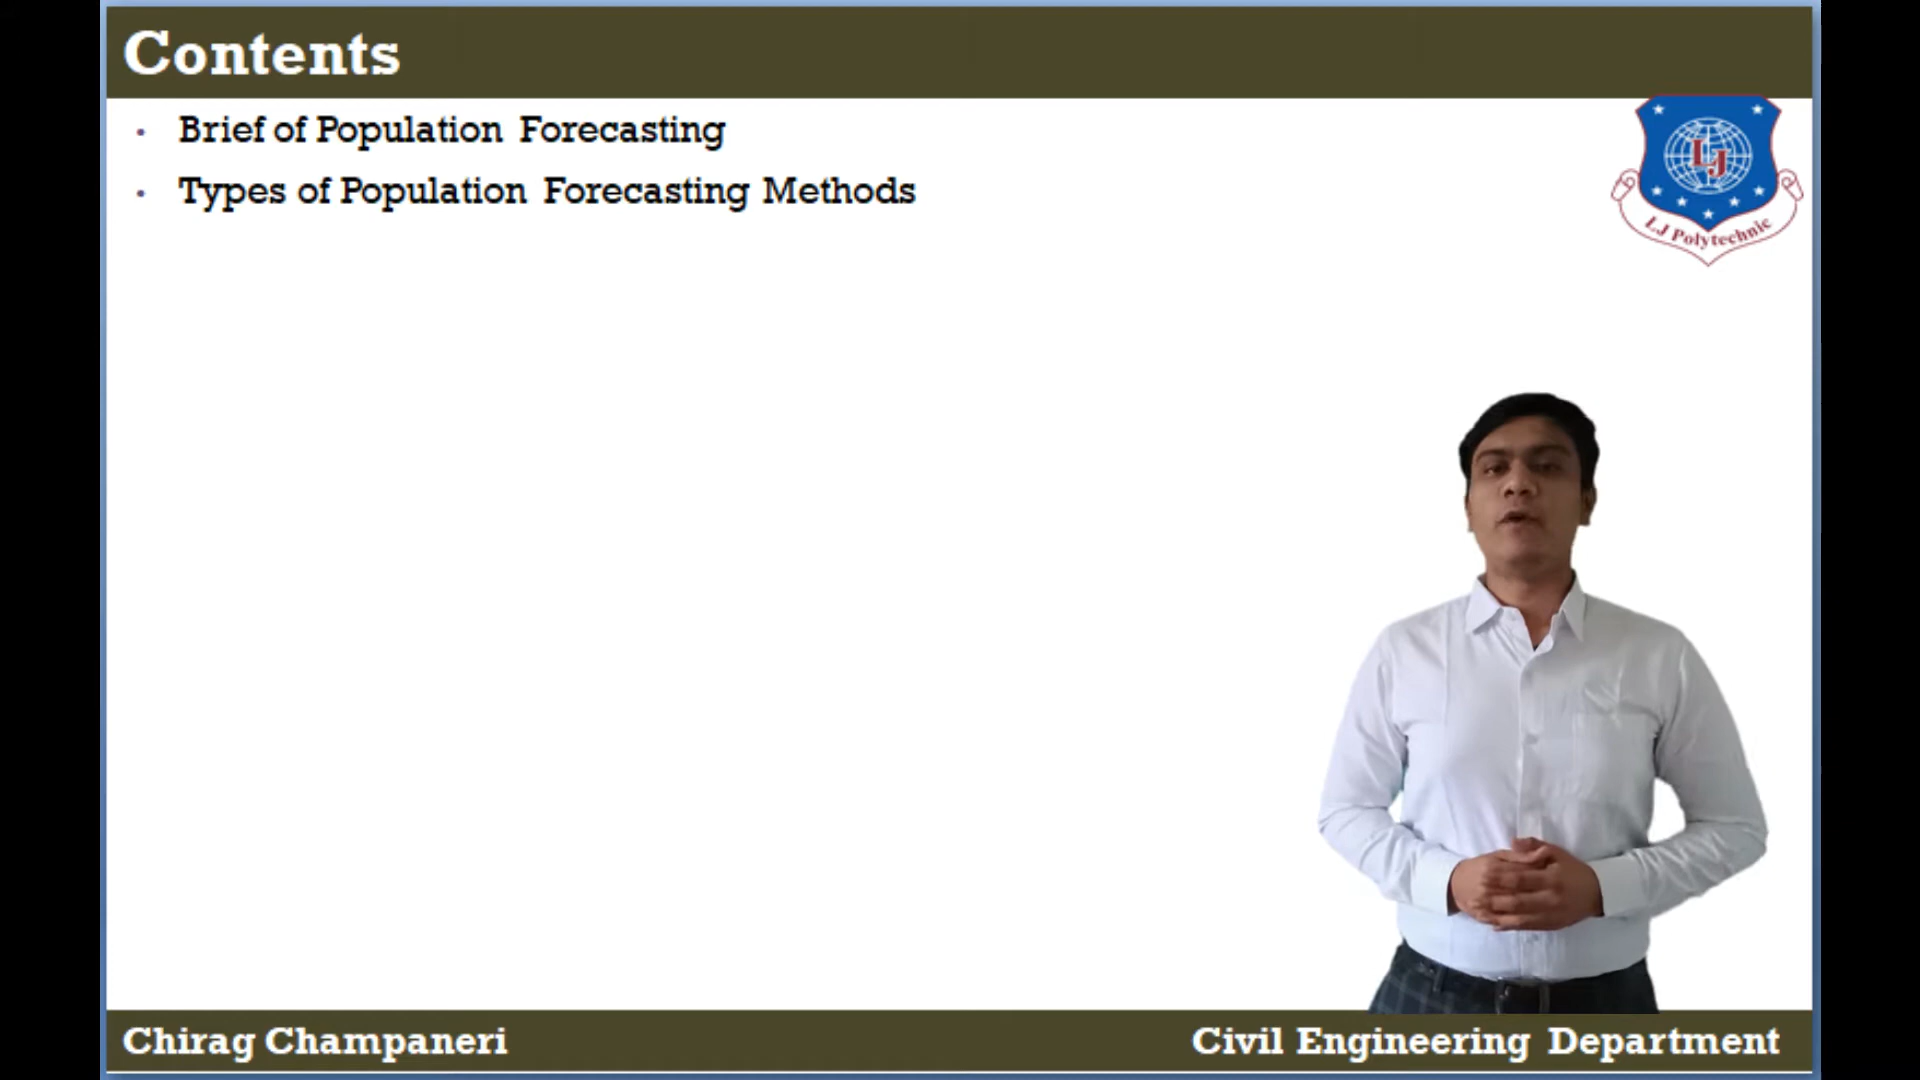 Contents
• Brief of Population Forecasting
• Types of Population Forecasting Methods
LJ
LJ Polytechnic
Chirag Champaneri
Civil Engineering Department